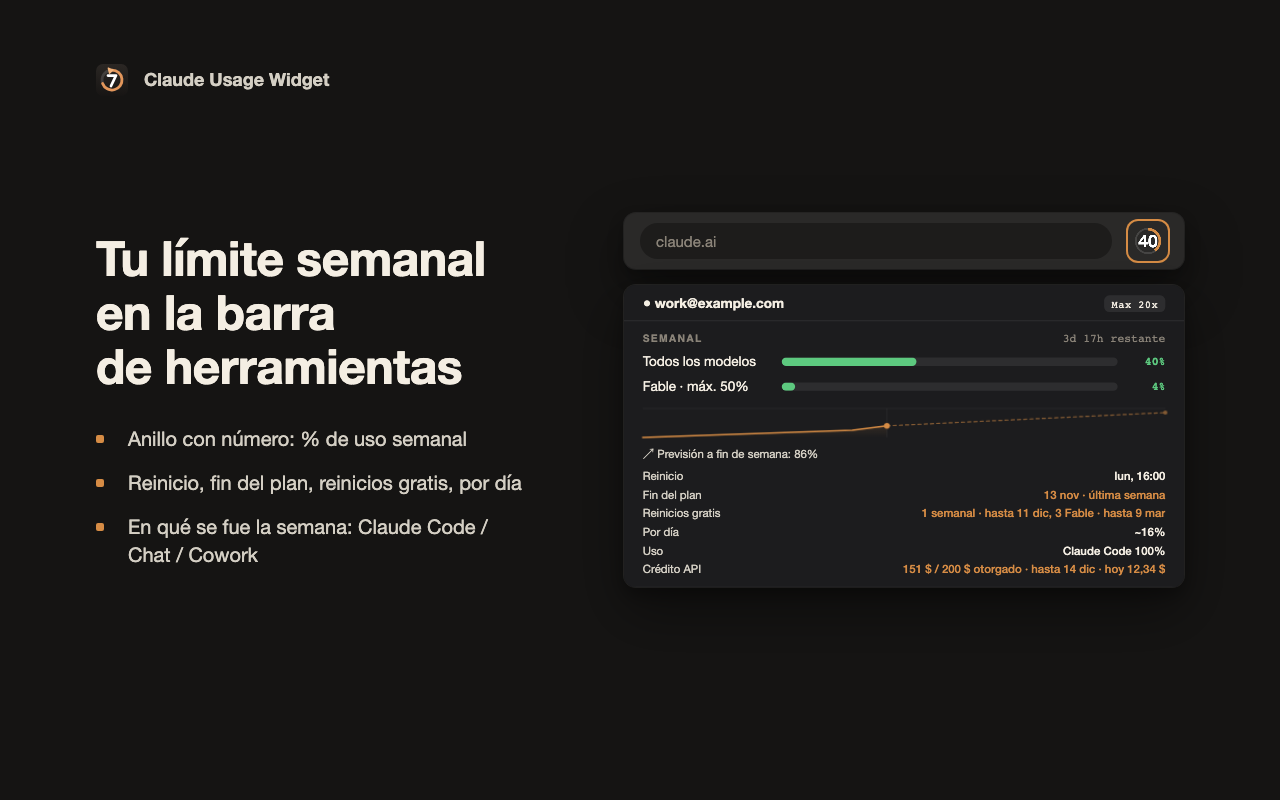 7
Claude Usage Widget
Tu límite semanal
en la barra
de herramientas
Anillo con número: % de uso semanal
Reinicio, fin del plan, reinicios gratis, por día
En qué se fue la semana: Claude Code /
Chat / Cowork
claude.ai
40
work@example.com
Max 20x
SEMANAL
3d 17h restante
Todos los modelos
40%
Fable · máx. 50%
4%
↗ Previsión a fin de semana: 86%
Reinicio
lun, 16:00
Fin del plan
13 nov · última semana
Reinicios gratis
1 semanal · hasta 11 dic, 3 Fable · hasta 9 mar
Por día
~16%
Uso
Claude Code 100%
Crédito API
151 $ / 200 $ otorgado · hasta 14 dic · hoy 12,34 $